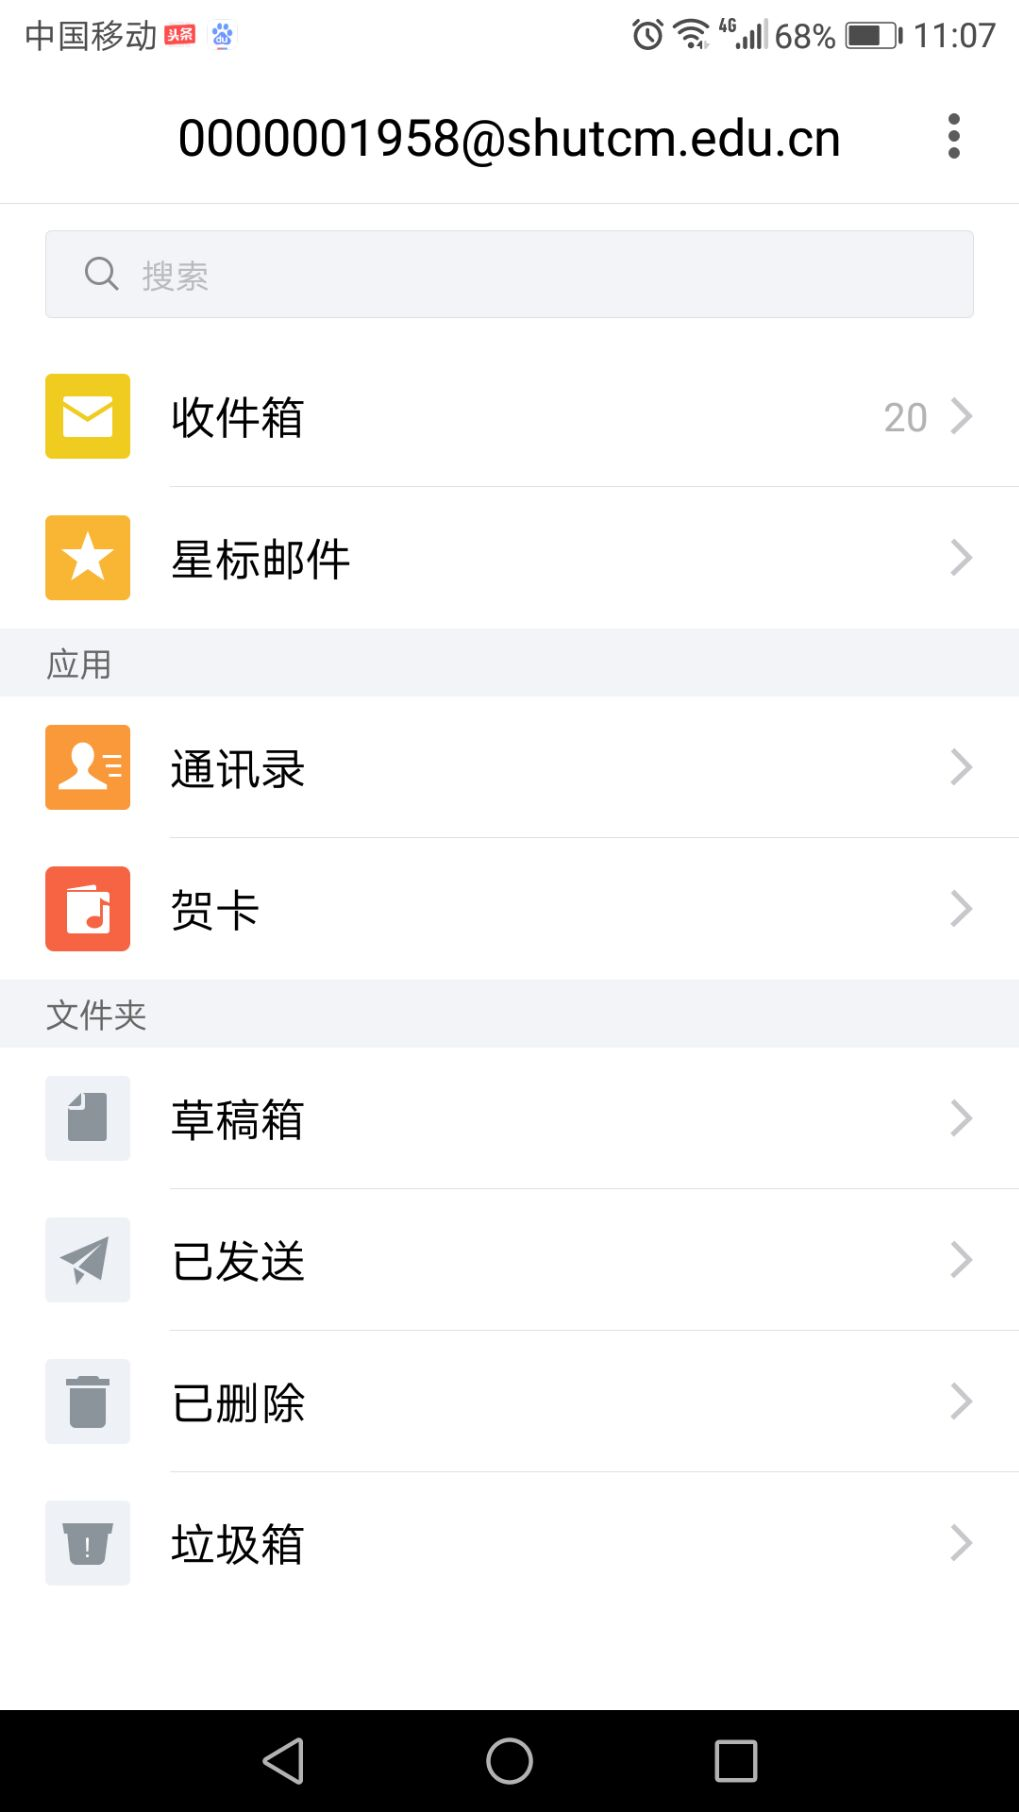 中国移动 头条 du 4G 68% 11:07
0000001958@shutcm.edu.cn
搜索
收件箱 20
星标邮件
应用
通讯录
贺卡
文件夹
草稿箱
已发送
已删除
垃圾箱